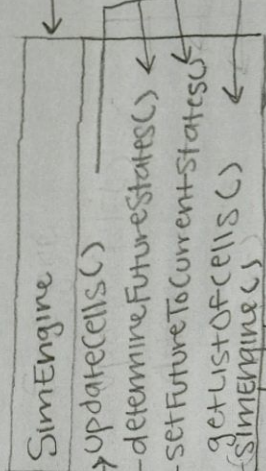 SimEngine
updateCells()
-determineFutureStates()
setFutureToCurrentStates()
getListOfCells()
SimEngine()